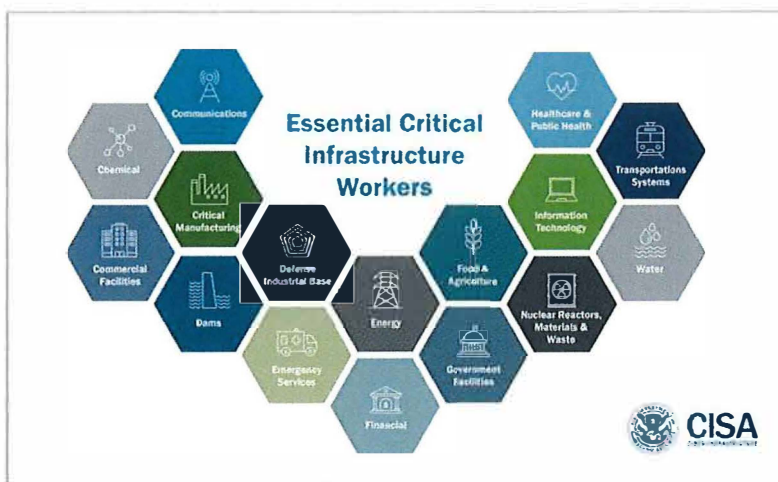 Essential Critical
Infrastructure
Workers
Communications
Healthcare &
Public Health
Chemical
Transportations
Systems
Critical
Manufacturing
Information
Technology
Commercial
Facilities
Defense
Industrial Base
Food &
Agriculture
Water
Dams
Energy
Nuclear Reactors,
Materials &
Waste
Emergency
Services
Government
Facilities
Financial
CISA